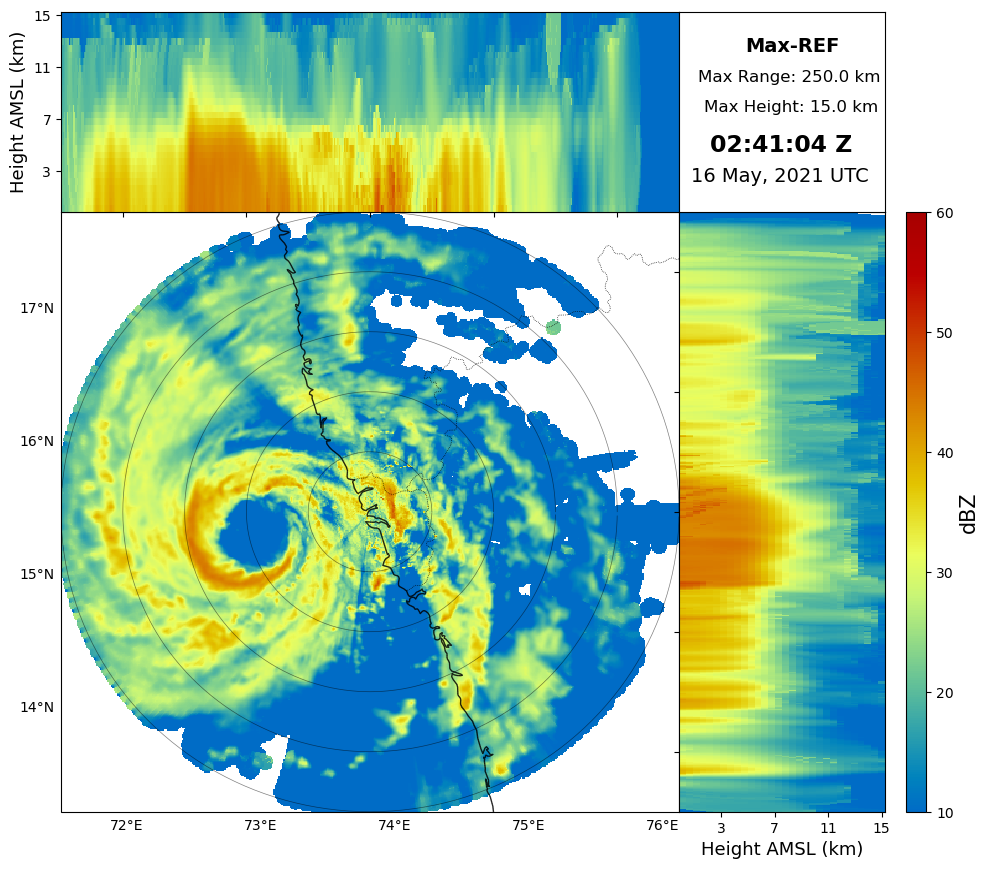 15
11
7
3
Height AMSL (km)
Max-REF
Max Range: 250.0 km
Max Height: 15.0 km
02:41:04 Z
16 May, 2021 UTC
17°N
16°N
15°N
14°N
72°E
73°E
74°E
75°E
76°E
3
7
11
15
Height AMSL (km)
60
50
40
30
20
10
dBZ